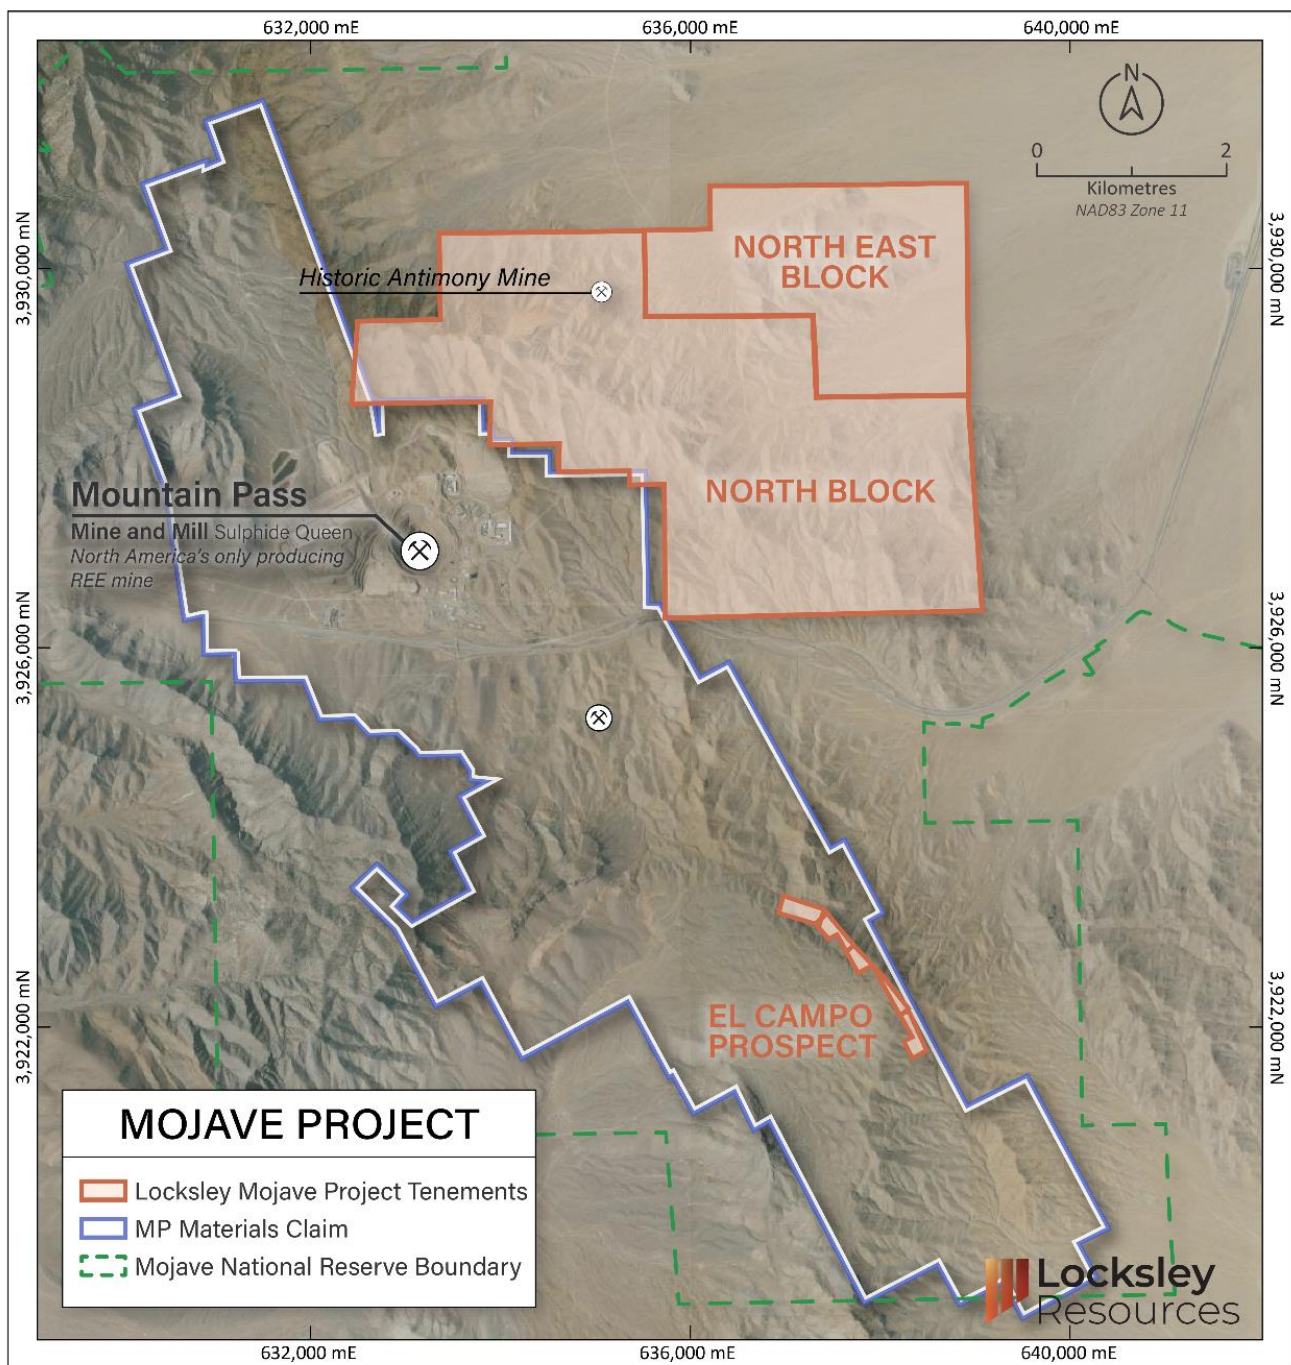 632,000 mE
636,000 mE
640,000 mE
N
0
2
Kilometres
NAD83 Zone 11
3,930,000 mN
3,930,000 mN
NORTH EAST
BLOCK
Historic Antimony Mine
NORTH BLOCK
Mountain Pass
Mine and Mill Sulphide Queen
North America's only producing
REE mine
3,926,000 mN
3,926,000 mN
3,922,000 mN
3,922,000 mN
EL CAMPO
PROSPECT
MOJAVE PROJECT
Locksley Mojave Project Tenements
MP Materials Claim
Mojave National Reserve Boundary
Locksley
Resources
632,000 mE
636,000 mE
640,000 mE